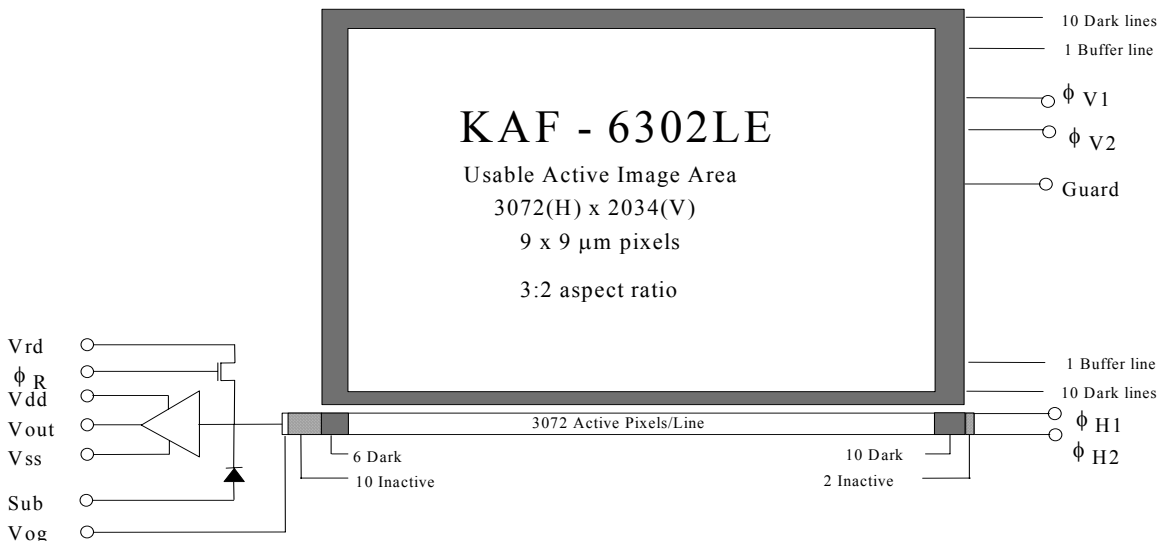 10 Dark lines
1 Buffer line
ϕ V1
ϕ V2
Guard
KAF - 6302LE
Usable Active Image Area
3072(H) x 2034(V)
9 x 9 μm pixels
3:2 aspect ratio
1 Buffer line
10 Dark lines
Vrd
ϕ R
Vdd
Vout
Vss
Sub
Vog
3072 Active Pixels/Line
ϕ H1
ϕ H2
6 Dark
10 Inactive
10 Dark
2 Inactive